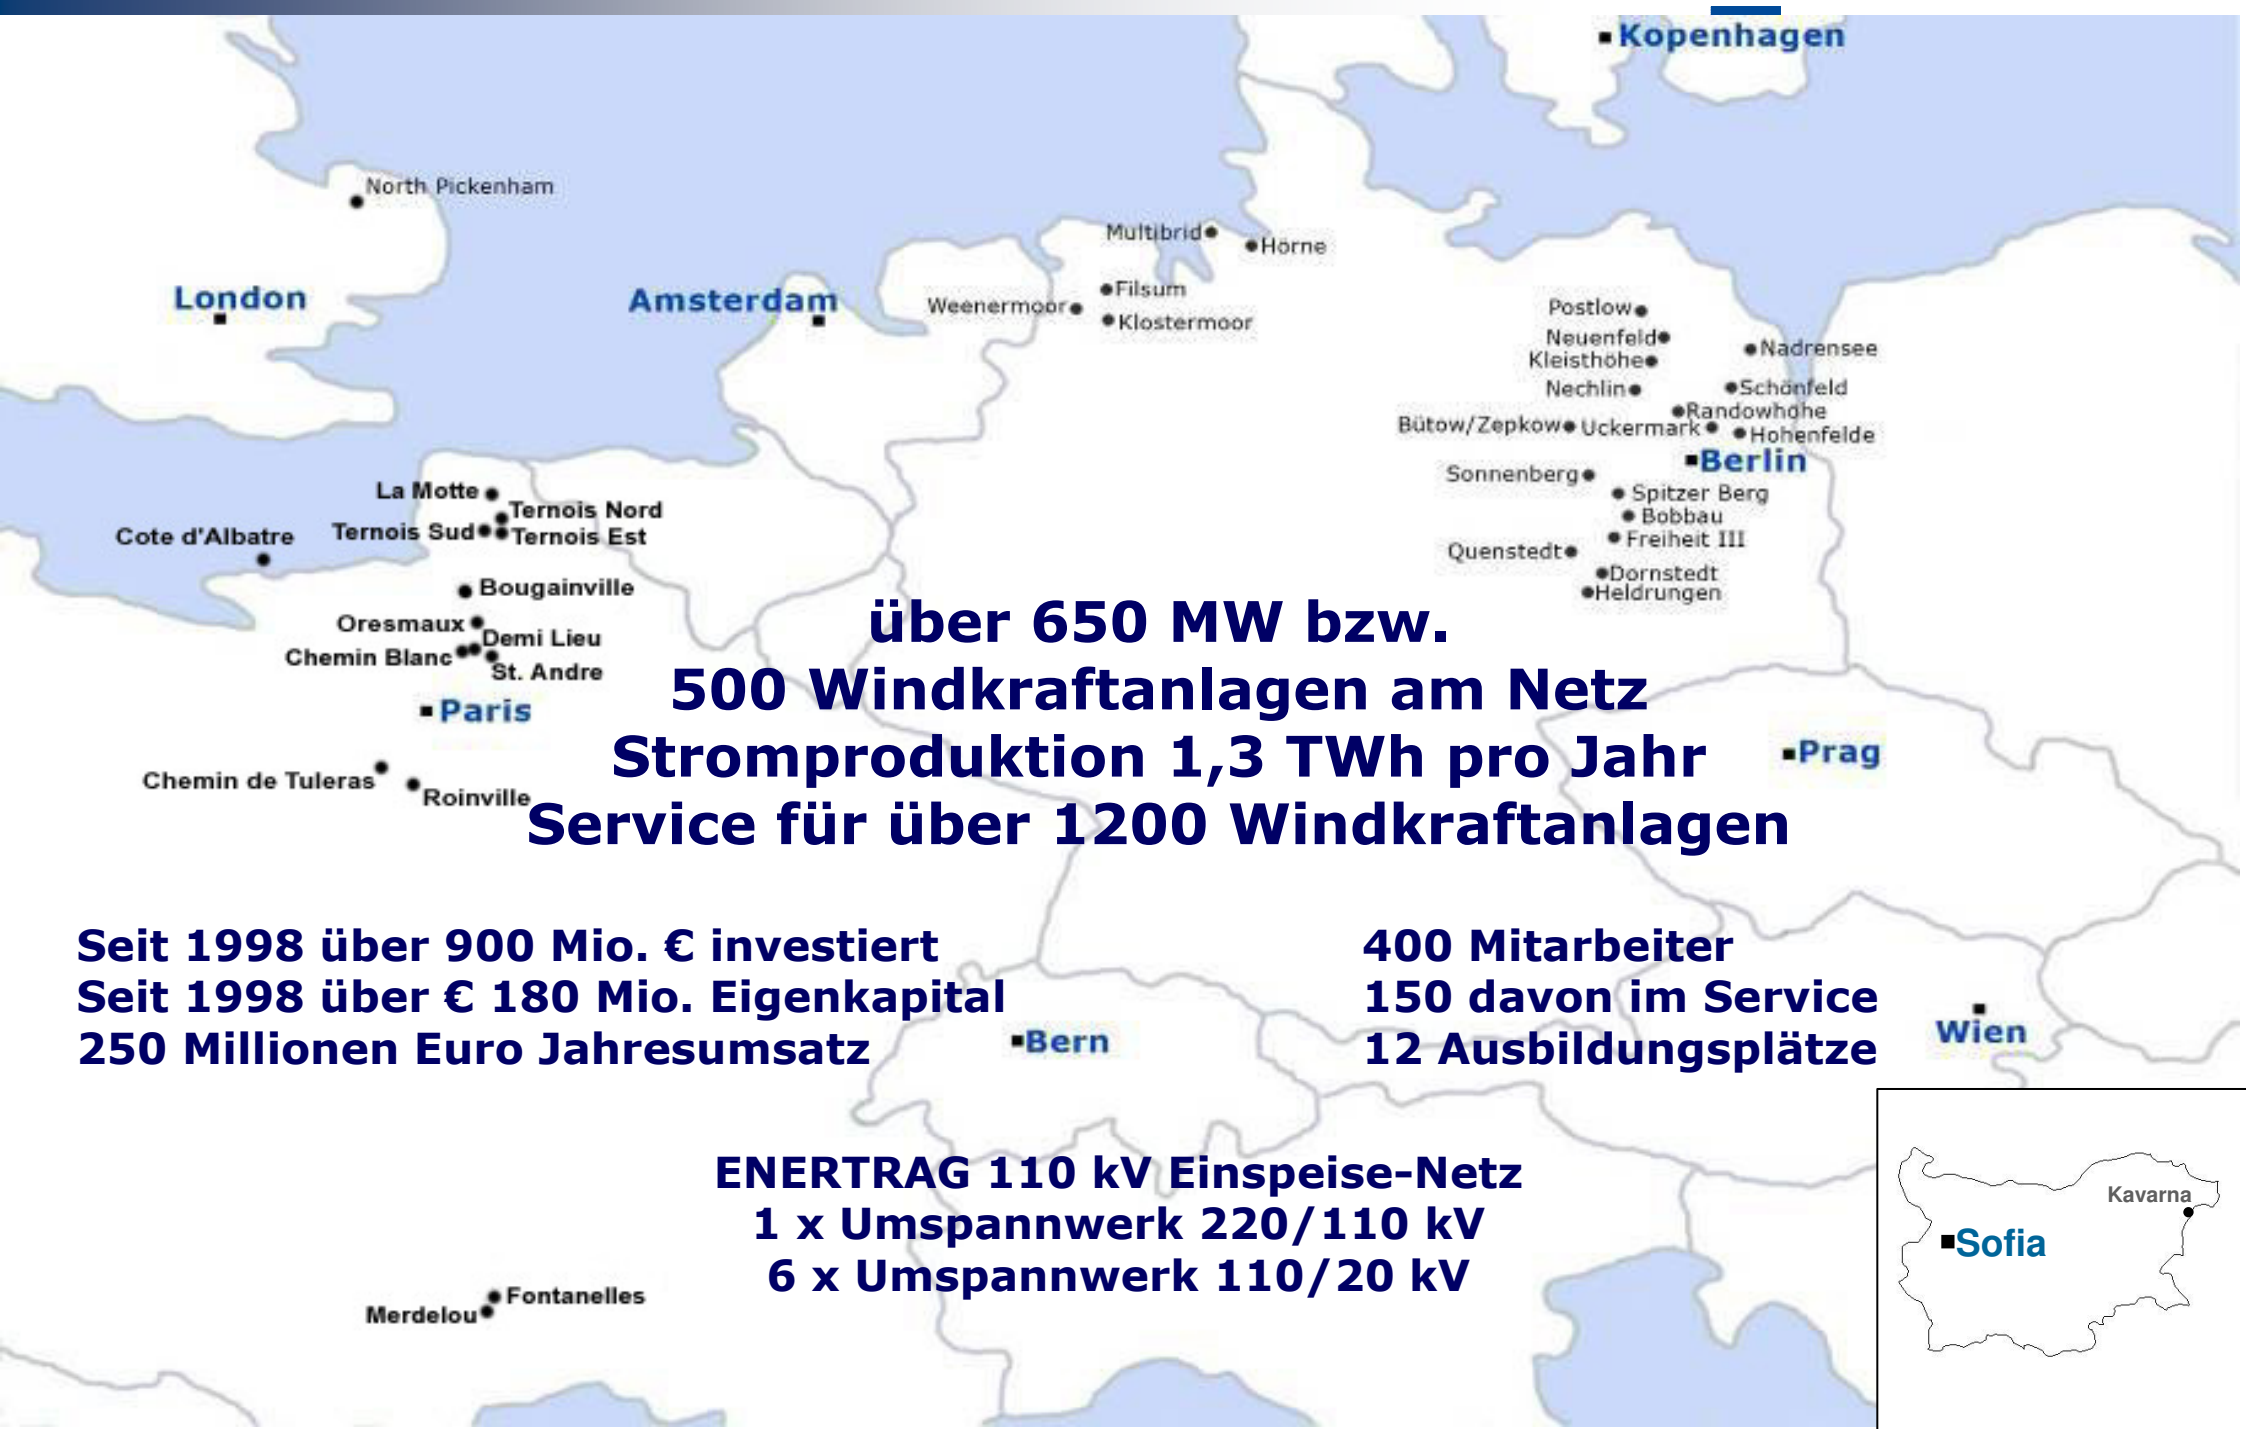 Kopenhagen
North Pickenham
Multibrid
Hörne
London
Amsterdam
Weenermoor
Filsum
Klostermoor
Postlow
Neuenfeld
Kleisthöhe
Nadrensee
Nechlin
Schönfeld
Randowhöhe
Bütow/Zepkow
Uckermark
Hohenfelde
Berlin
Sonnenberg
Spitzer Berg
Bobbau
Freiheit III
Quenstedt
Dornstedt
Heldrungen
La Motte
Ternois Nord
Cote d'Albatre
Ternois Sud
Ternois Est
Bougainville
Oresmaux
Demi Lieu
Chemin Blanc
St. Andre
Paris
Chemin de Tuleras
Roinville
über 650 MW bzw.
500 Windkraftanlagen am Netz
Stromproduktion 1,3 TWh pro Jahr
Service für über 1200 Windkraftanlagen
Prag
Seit 1998 über 900 Mio. € investiert
Seit 1998 über € 180 Mio. Eigenkapital
250 Millionen Euro Jahresumsatz
Bern
400 Mitarbeiter
150 davon im Service
12 Ausbildungsplätze
Wien
ENERTRAG 110 kV Einspeise-Netz
1 x Umspannwerk 220/110 kV
6 x Umspannwerk 110/20 kV
Kavarna
Sofia
Fontanelles
Merdelou